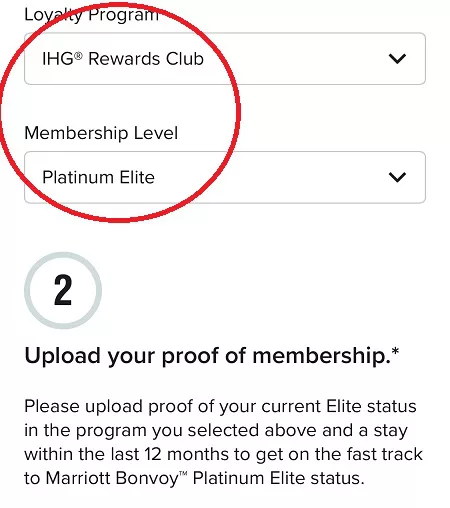 Loyalty Program
IHG® Rewards Club
Membership Level
Platinum Elite
2
Upload your proof of membership.*
Please upload proof of your current Elite status
in the program you selected above and a stay
within the last 12 months to get on the fast track
to Marriott Bonvoy™ Platinum Elite status.